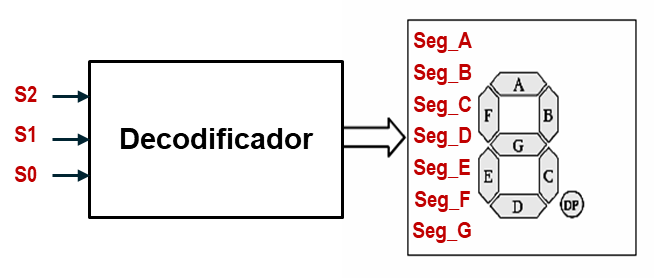 S2
S1
S0
Decodificador
Seg_A
Seg_B
Seg_C
Seg_D
Seg_E
Seg_F
Seg_G
A
F
B
G
E
C
D
DP